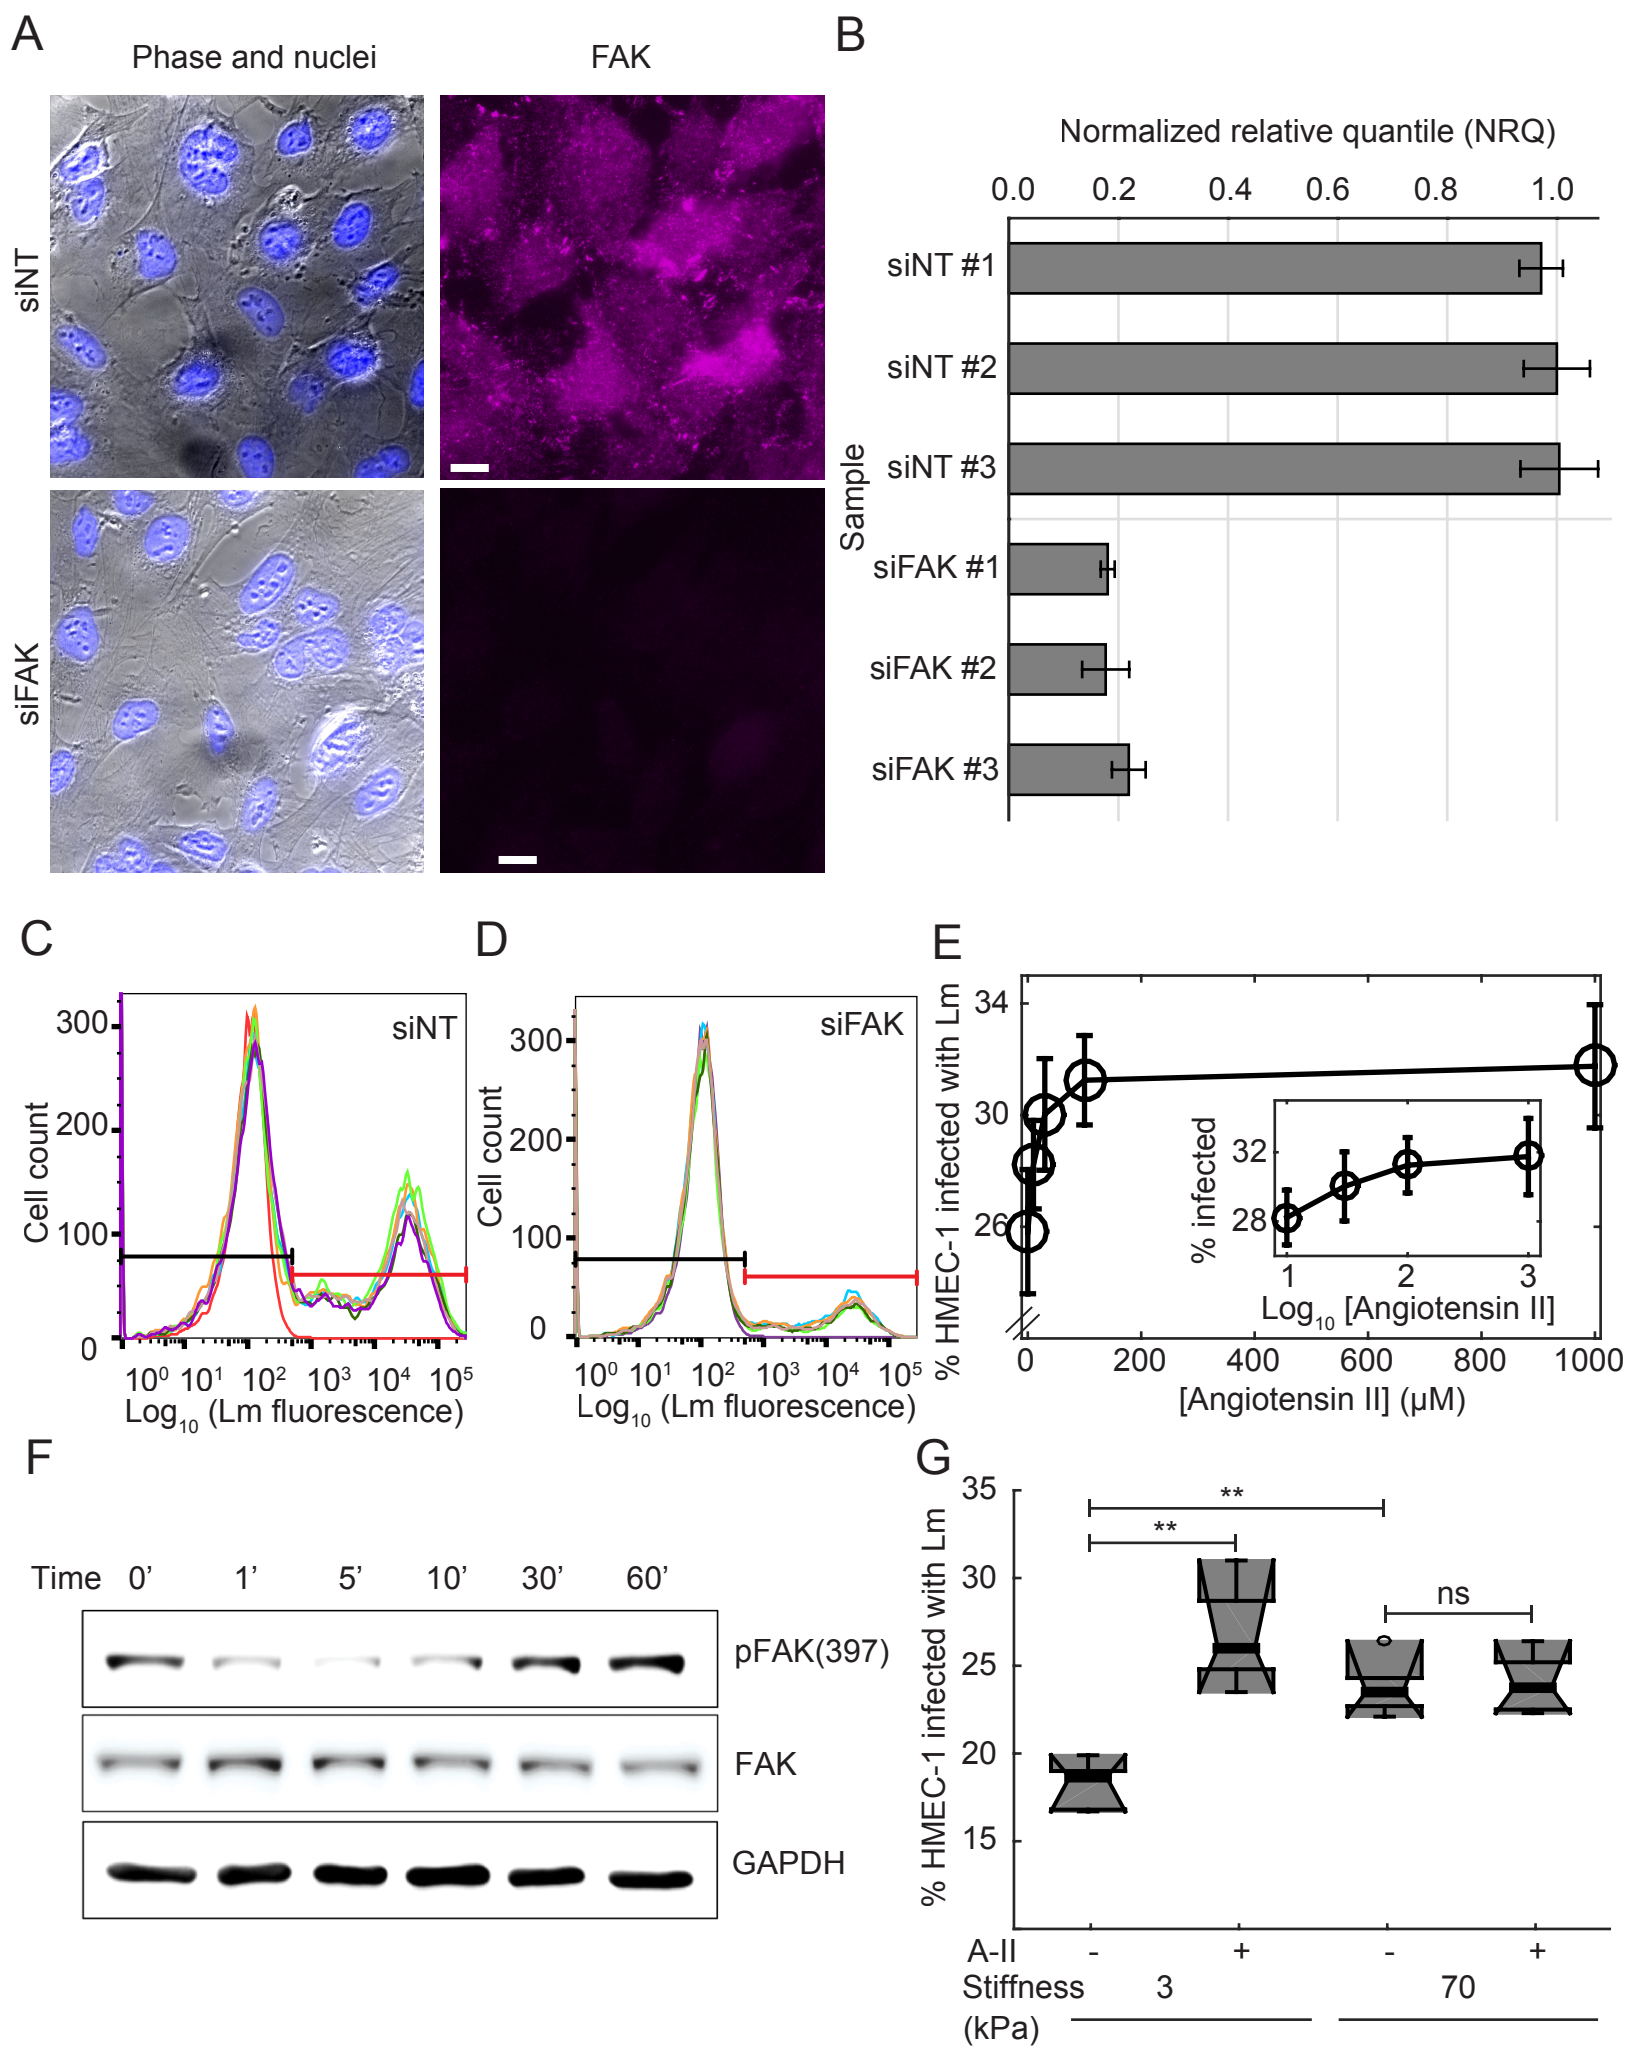 A
Phase and nuclei
FAK
siNT
siFAK
B
Normalized relative quantile (NRQ)
0.0 0.2 0.4 0.6 0.8 1.0
Sample
siNT #1
siNT #2
siNT #3
siFAK #1
siFAK #2
siFAK #3
C
siNT
Cell count
300
200
100
0
10⁰ 10¹ 10² 10³ 10⁴ 10⁵
Log₁₀ (Lm fluorescence)
D
siFAK
Cell count
300
200
100
0
10⁰ 10¹ 10² 10³ 10⁴ 10⁵
Log₁₀ (Lm fluorescence)
E
% HMEC-1 infected with Lm
34
30
26
0 200 400 600 800 1000
[Angiotensin II] (µM)
% infected
32
28
1 2 3
Log₁₀ [Angiotensin II]
F
Time 0’ 1’ 5’ 10’ 30’ 60’
pFAK(397)
FAK
GAPDH
G
% HMEC-1 infected with Lm
35
30
25
20
15
**
**
ns
A-II - + - +
Stiffness 3 70
(kPa)